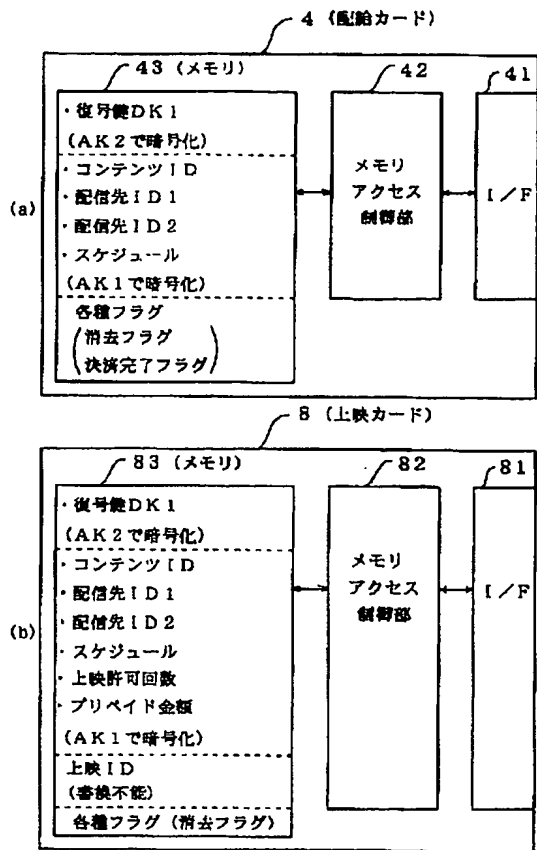 4 (配給カード)
43 (メモリ)
42
41
・復号鍵DK1
(AK2で暗号化)
・コンテンツID
・配信先ID1
・配信先ID2
・スケジュール
(AK1で暗号化)
各種フラグ
(消去フラグ
決済完了フラグ)
メモリ
アクセス
制御部
I/F
(a)
8 (上映カード)
83 (メモリ)
82
81
・復号鍵DK1
(AK2で暗号化)
・コンテンツID
・配信先ID1
・配信先ID2
・スケジュール
・上映許可回数
・プリペイド金額
(AK1で暗号化)
上映ID
(書換不能)
各種フラグ (消去フラグ)
メモリ
アクセス
制御部
I/F
(b)